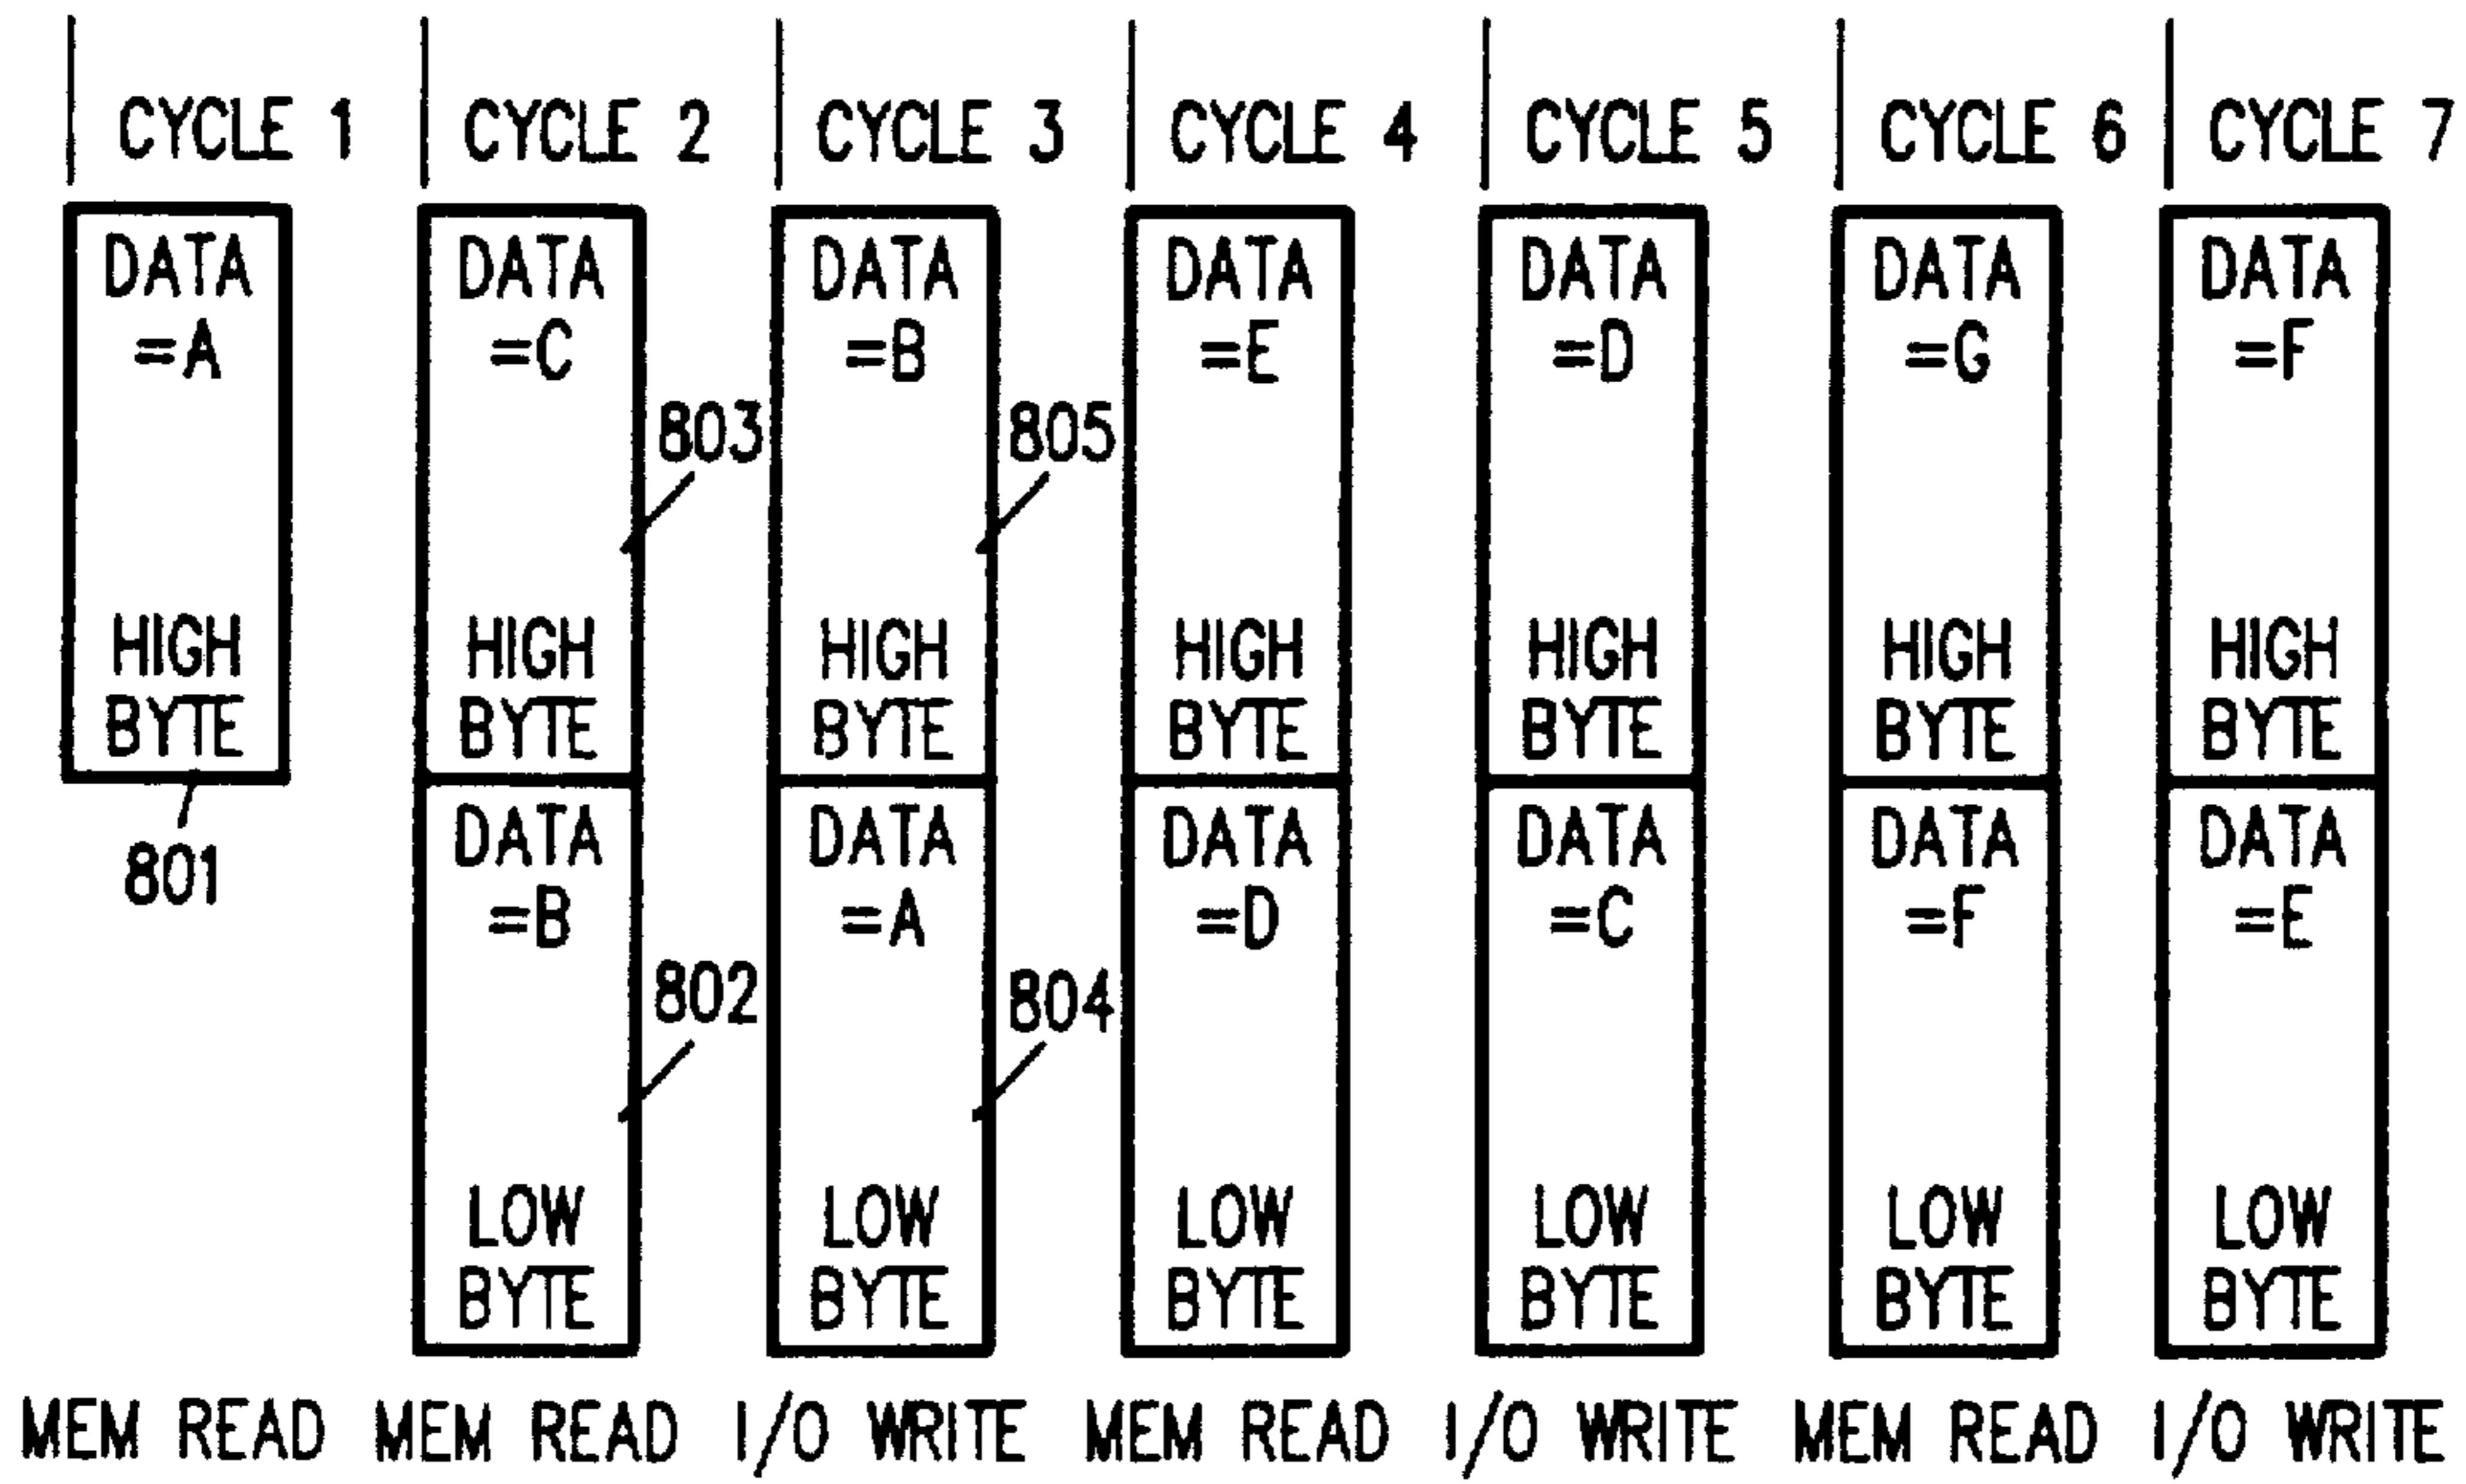 CYCLE 1 CYCLE 2 CYCLE 3 CYCLE 4 CYCLE 5 CYCLE 6 CYCLE 7
DATA DATA DATA DATA DATA DATA DATA
=A =C =B =E =D =G =F
803 805
HIGH HIGH HIGH HIGH HIGH HIGH HIGH
BYTE BYTE BYTE BYTE BYTE BYTE BYTE
801 DATA DATA DATA DATA DATA DATA
=B =A =D =C =F =E
802 804
LOW LOW LOW LOW LOW LOW
BYTE BYTE BYTE BYTE BYTE BYTE
MEM READ MEM READ I/O WRITE MEM READ I/O WRITE MEM READ I/O WRITE